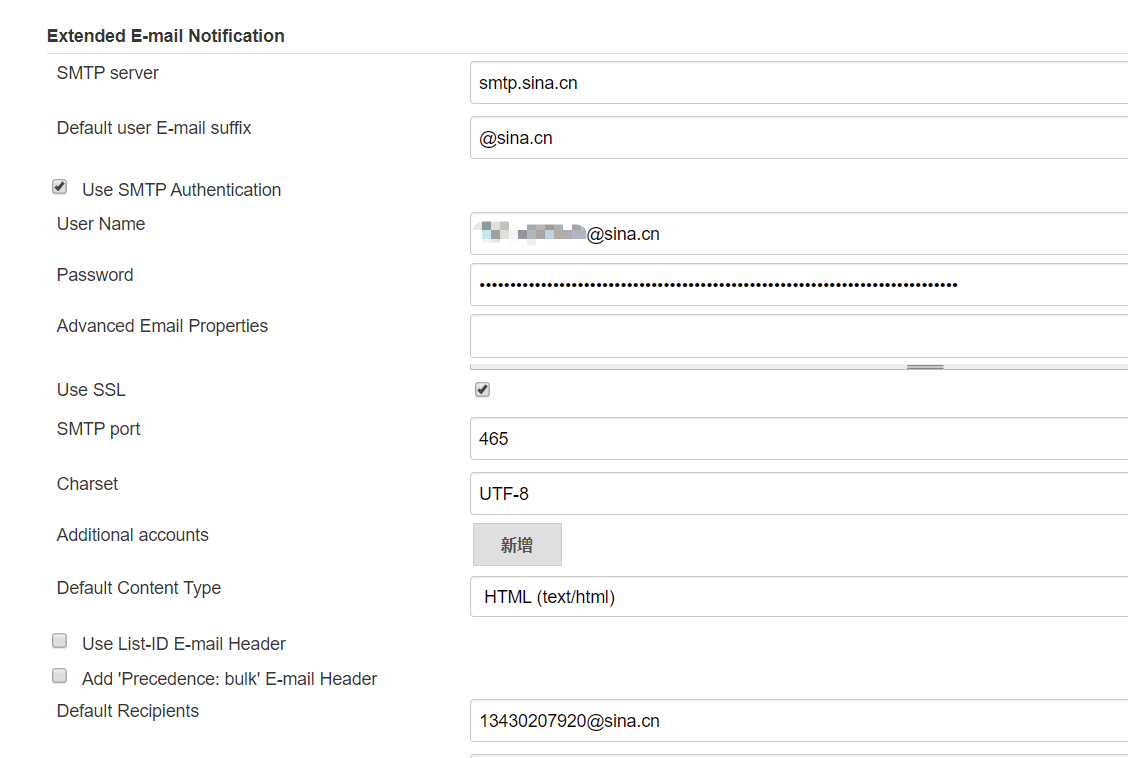 Extended E-mail Notification
SMTP server
smtp.sina.cn
Default user E-mail suffix
@sina.cn
Use SMTP Authentication
User Name
@sina.cn
Password
Advanced Email Properties
Use SSL
SMTP port
465
Charset
UTF-8
Additional accounts
新增
Default Content Type
HTML (text/html)
Use List-ID E-mail Header
Add 'Precedence: bulk' E-mail Header
Default Recipients
13430207920@sina.cn